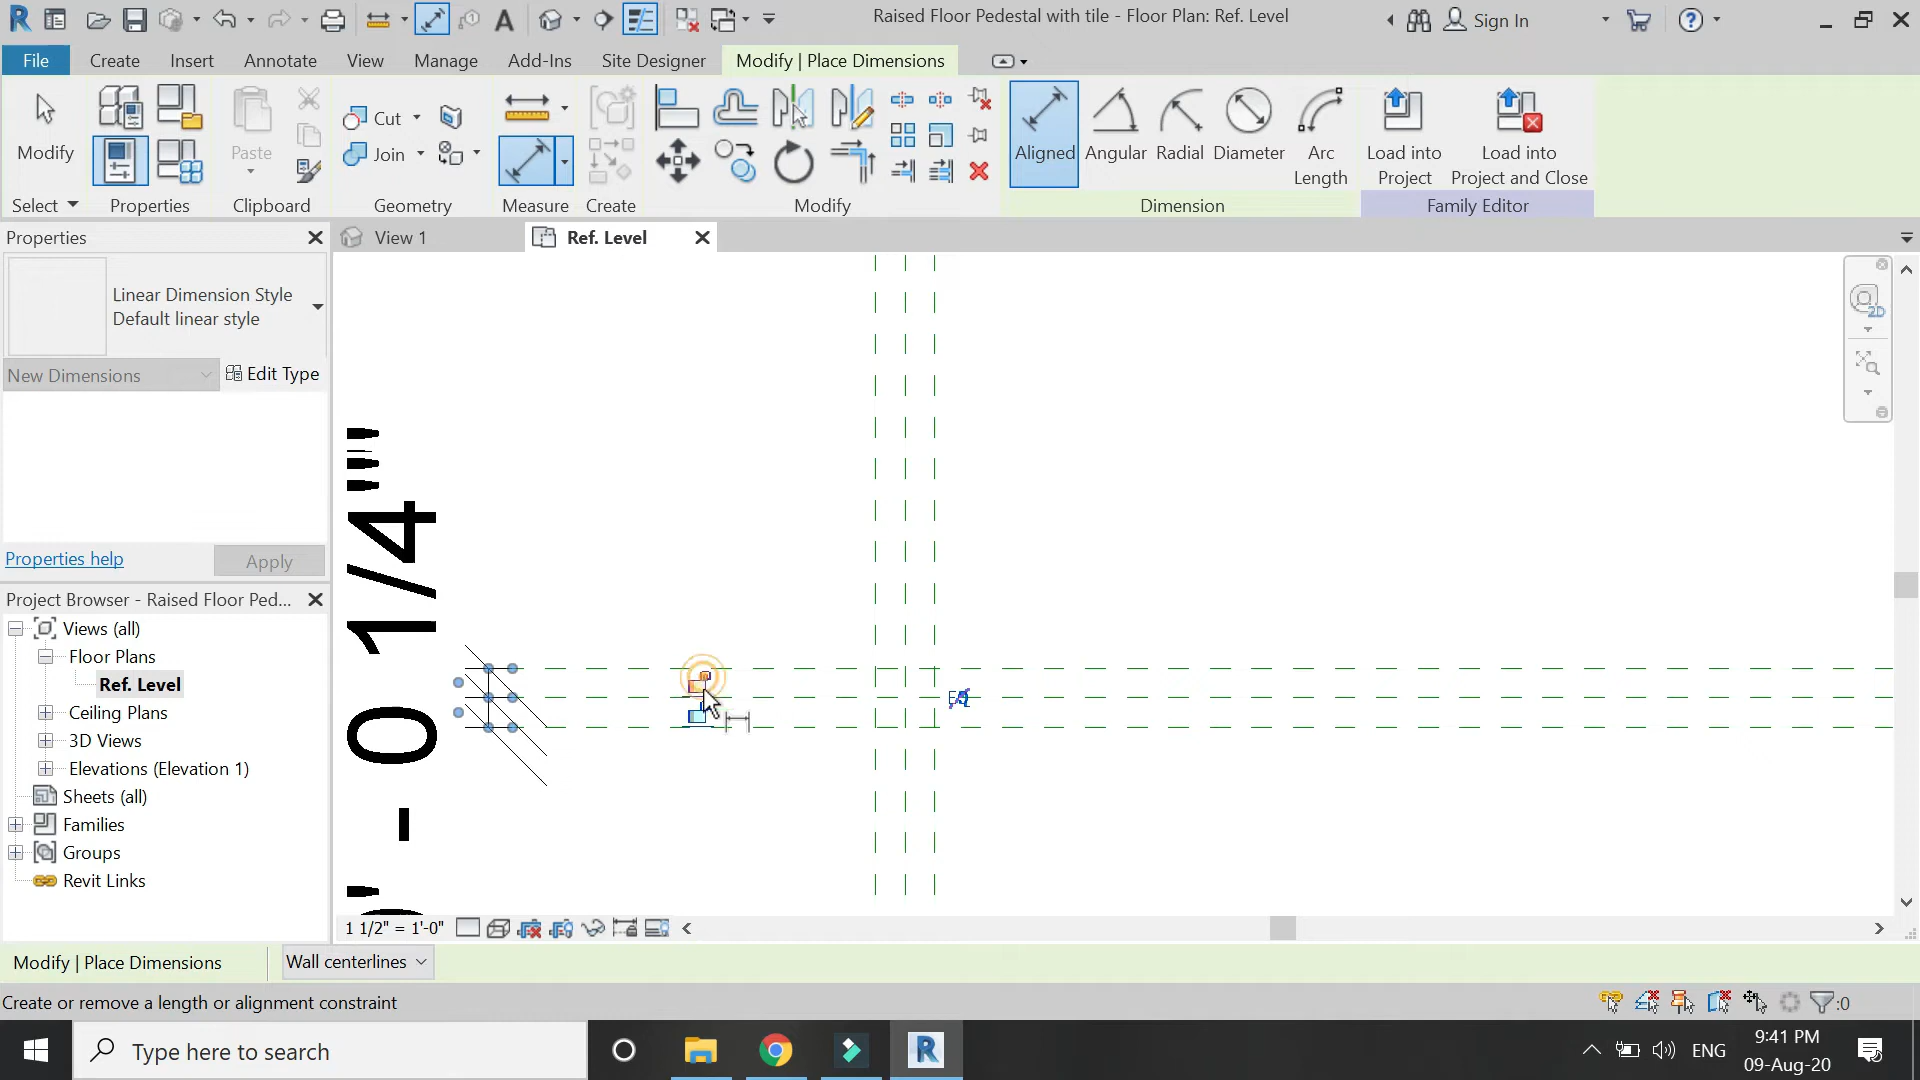 Raised Floor Pedestal with tile - Floor Plan: Ref. Level
Sign In
File
Create
Insert
Annotate
View
Manage
Add-Ins
Site Designer
Modify | Place Dimensions
Modify
Paste
Cut
Join
Aligned
Angular
Radial
Diameter
Arc
Length
Load into
Project
Load into
Project and Close
Select
Properties
Clipboard
Geometry
Measure
Create
Modify
Dimension
Family Editor
Properties
View 1
Ref. Level
Linear Dimension Style
Default linear style
New Dimensions
Edit Type
Properties help
Apply
Project Browser - Raised Floor Ped...
Views (all)
Floor Plans
Ref. Level
Ceiling Plans
3D Views
Elevations (Elevation 1)
Sheets (all)
Families
Groups
Revit Links
2D
' - 0 1/4"
1 1/2" = 1'-0"
Modify | Place Dimensions
Wall centerlines
Create or remove a length or alignment constraint
:0
Type here to search
ENG
9:41 PM
09-Aug-20